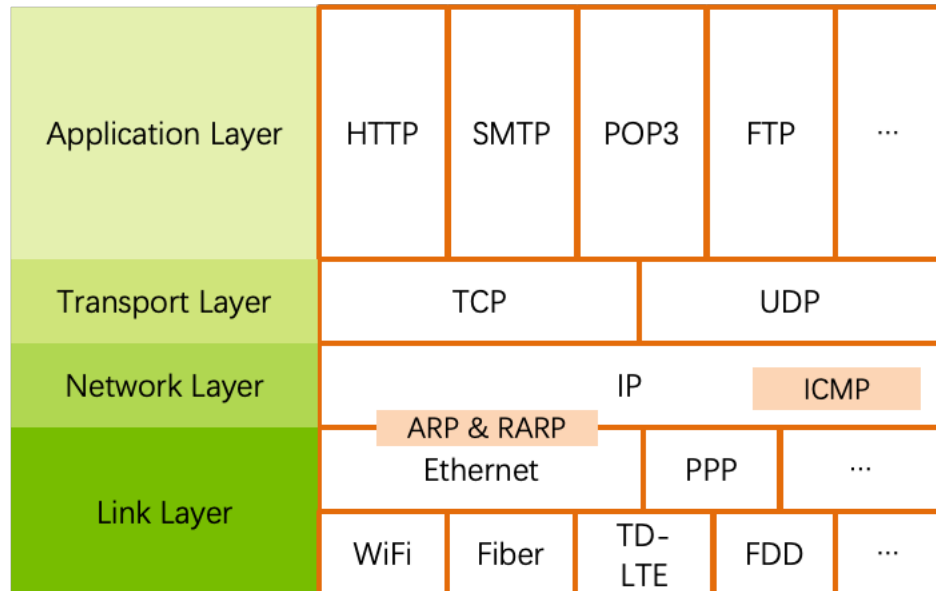 Application Layer
HTTP
SMTP
POP3
FTP
...
Transport Layer
TCP
UDP
Network Layer
IP
ICMP
ARP & RARP
Link Layer
Ethernet
PPP
...
WiFi
Fiber
TD-
LTE
FDD
...